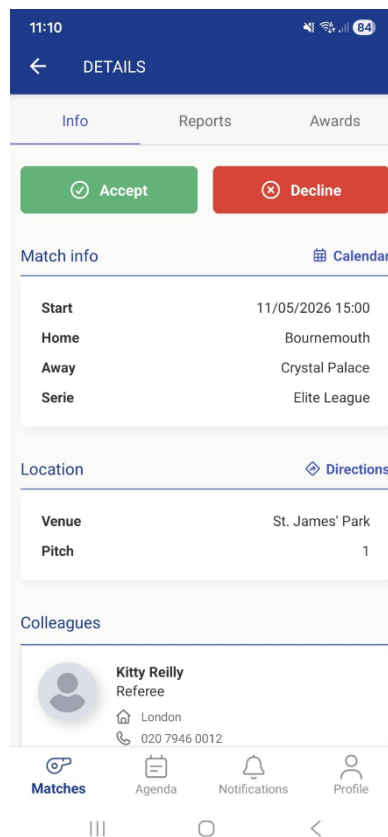 11:10 84
DETAILS
Info Reports Awards
Accept Decline
Match info Calendar
Start 11/05/2026 15:00
Home Bournemouth
Away Crystal Palace
Serie Elite League
Location Directions
Venue St. James' Park
Pitch 1
Colleagues
Kitty Reilly
Referee
London
020 7946 0012
Matches Agenda Notifications Profile